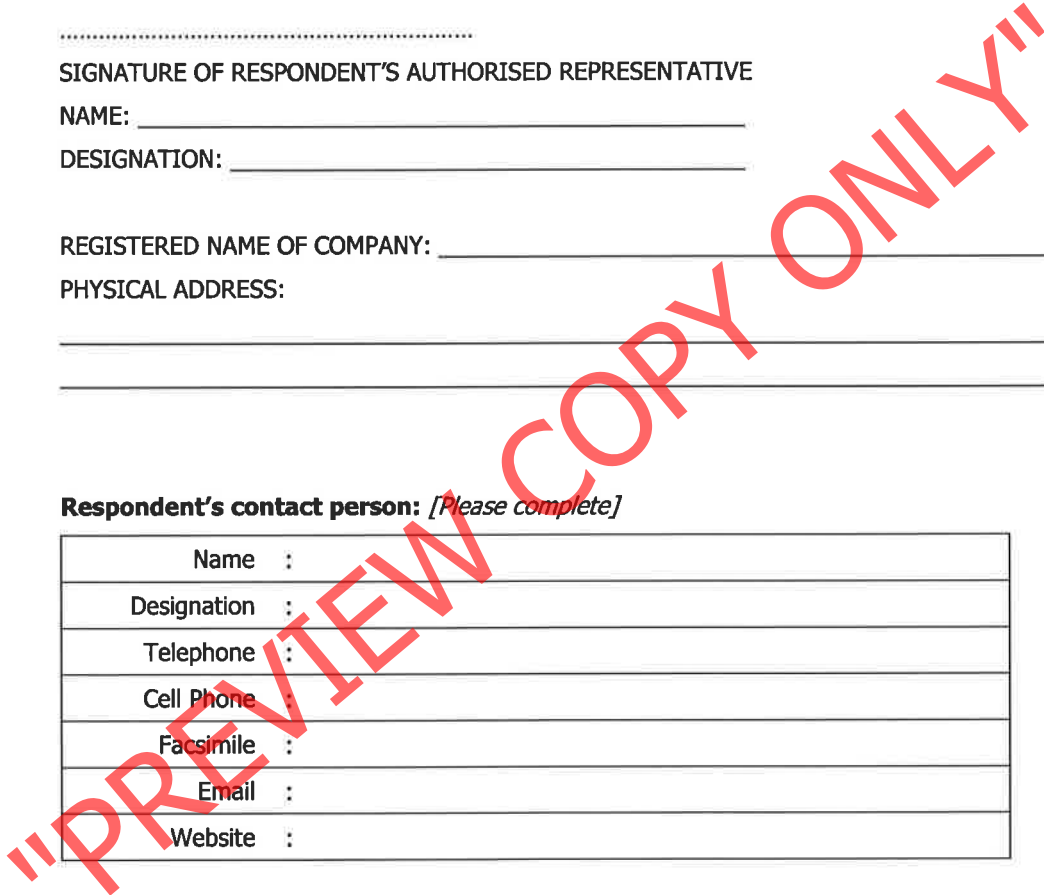 SIGNATURE OF RESPONDENT'S AUTHORISED REPRESENTATIVE
NAME:
DESIGNATION:
REGISTERED NAME OF COMPANY:
PHYSICAL ADDRESS:
Respondent's contact person: [Please complete]
Name :
Designation :
Telephone :
Cell Phone :
Facsimile :
Email :
Website :
"PREVIEW COPY ONLY"